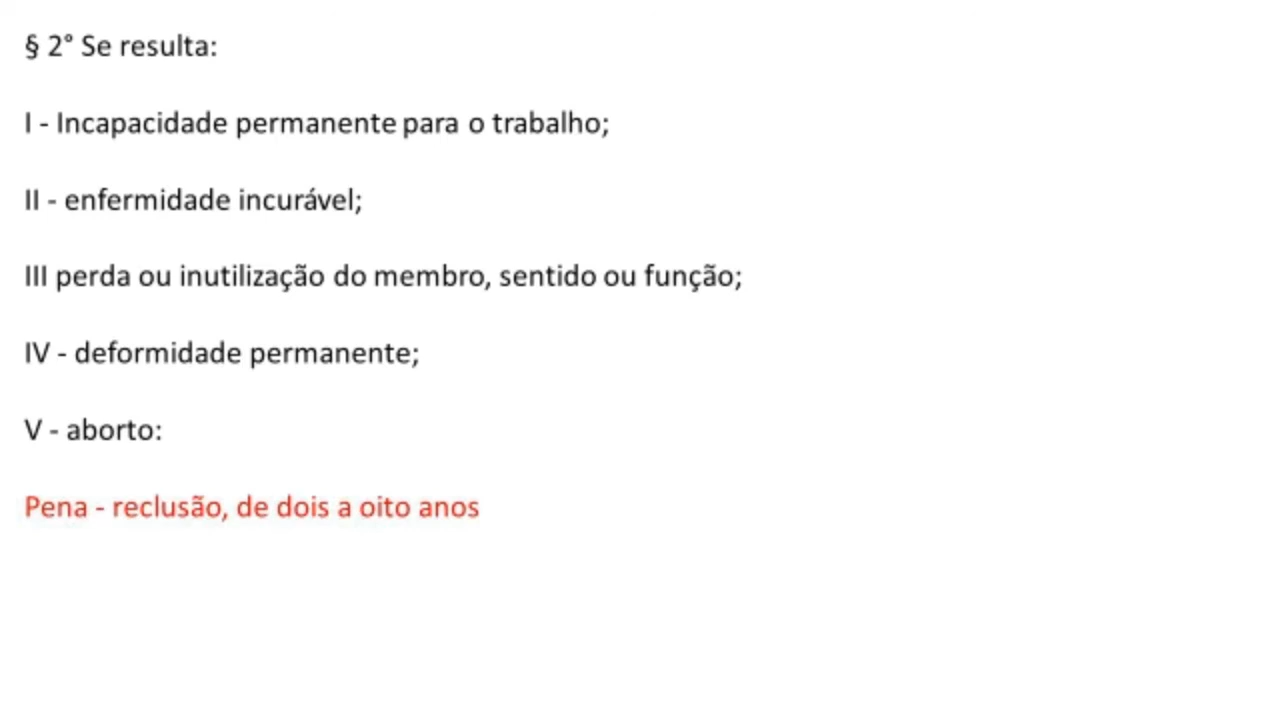 § 2° Se resulta:
I - Incapacidade permanente para o trabalho;
II - enfermidade incurável;
III perda ou inutilização do membro, sentido ou função;
IV - deformidade permanente;
V - aborto:
Pena - reclusão, de dois a oito anos